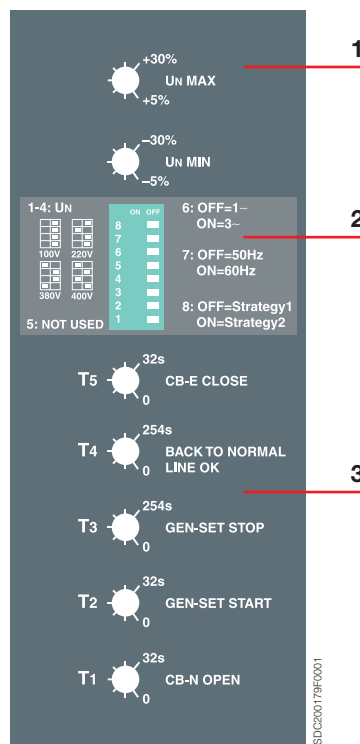 1
+30%
UN MAX
+5%
–30%
UN MIN
–5%
1-4: UN
100V 220V
380V 400V
5: NOT USED
ON OFF
8
7
6
5
4
3
2
1
6: OFF=1~
ON=3~
7: OFF=50Hz
ON=60Hz
8: OFF=Strategy1
ON=Strategy2
2
32s
T5 CB-E CLOSE
0
254s
T4 BACK TO NORMAL
LINE OK
0
3
254s
T3 GEN-SET STOP
0
32s
T2 GEN-SET START
0
32s
T1 CB-N OPEN
0
SDC200179F0001